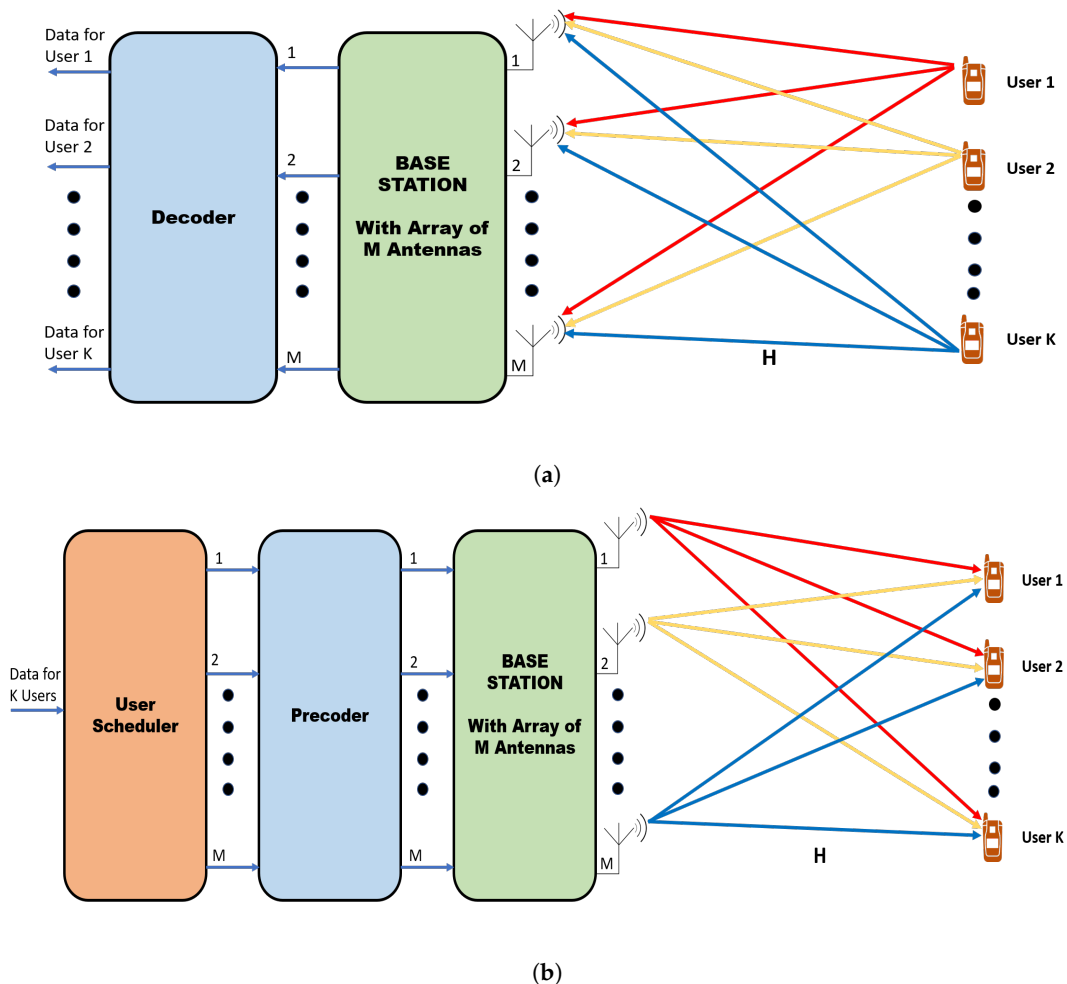 Data for
User 1
1
1
User 1
Data for
User 2
2
2
BASE
STATION
With Array of
M Antennas
User 2
Decoder
Data for
User K
M
M
H
User K
(a)
1
1
1
User 1
Data for
K Users
2
2
2
User
Scheduler
Precoder
BASE
STATION
With Array of
M Antennas
User 2
M
M
M
H
User K
(b)